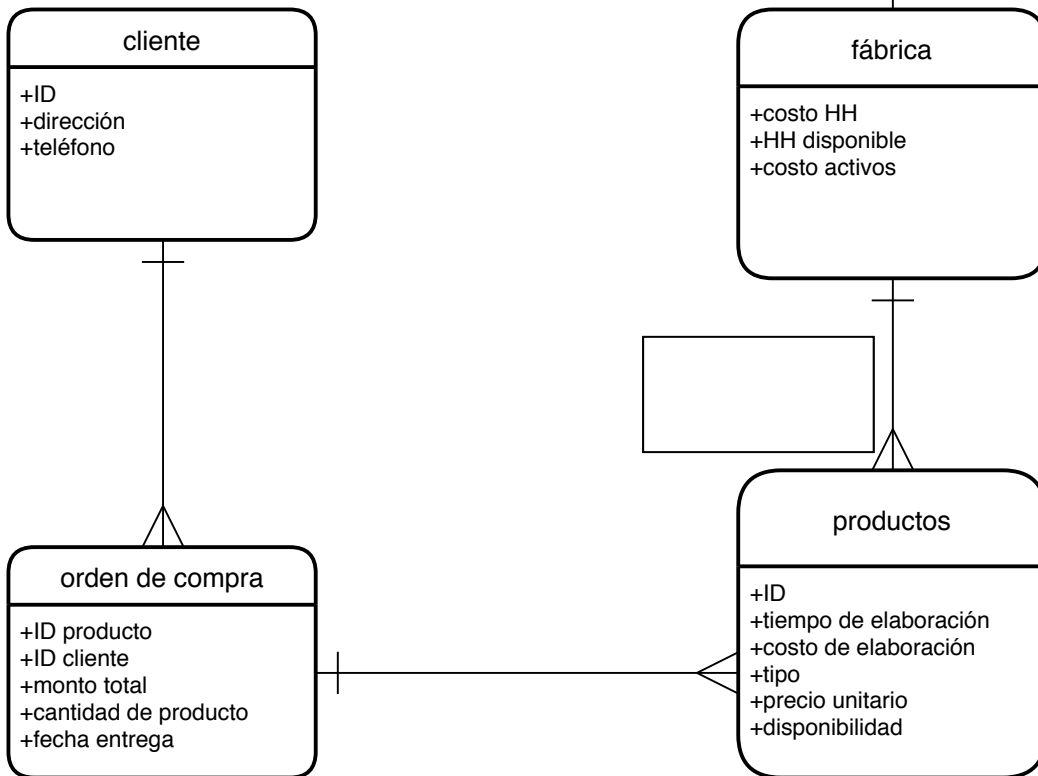 cliente
+ID
+dirección
+teléfono
fábrica
+costo HH
+HH disponible
+costo activos
orden de compra
+ID producto
+ID cliente
+monto total
+cantidad de producto
+fecha entrega
productos
+ID
+tiempo de elaboración
+costo de elaboración
+tipo
+precio unitario
+disponibilidad